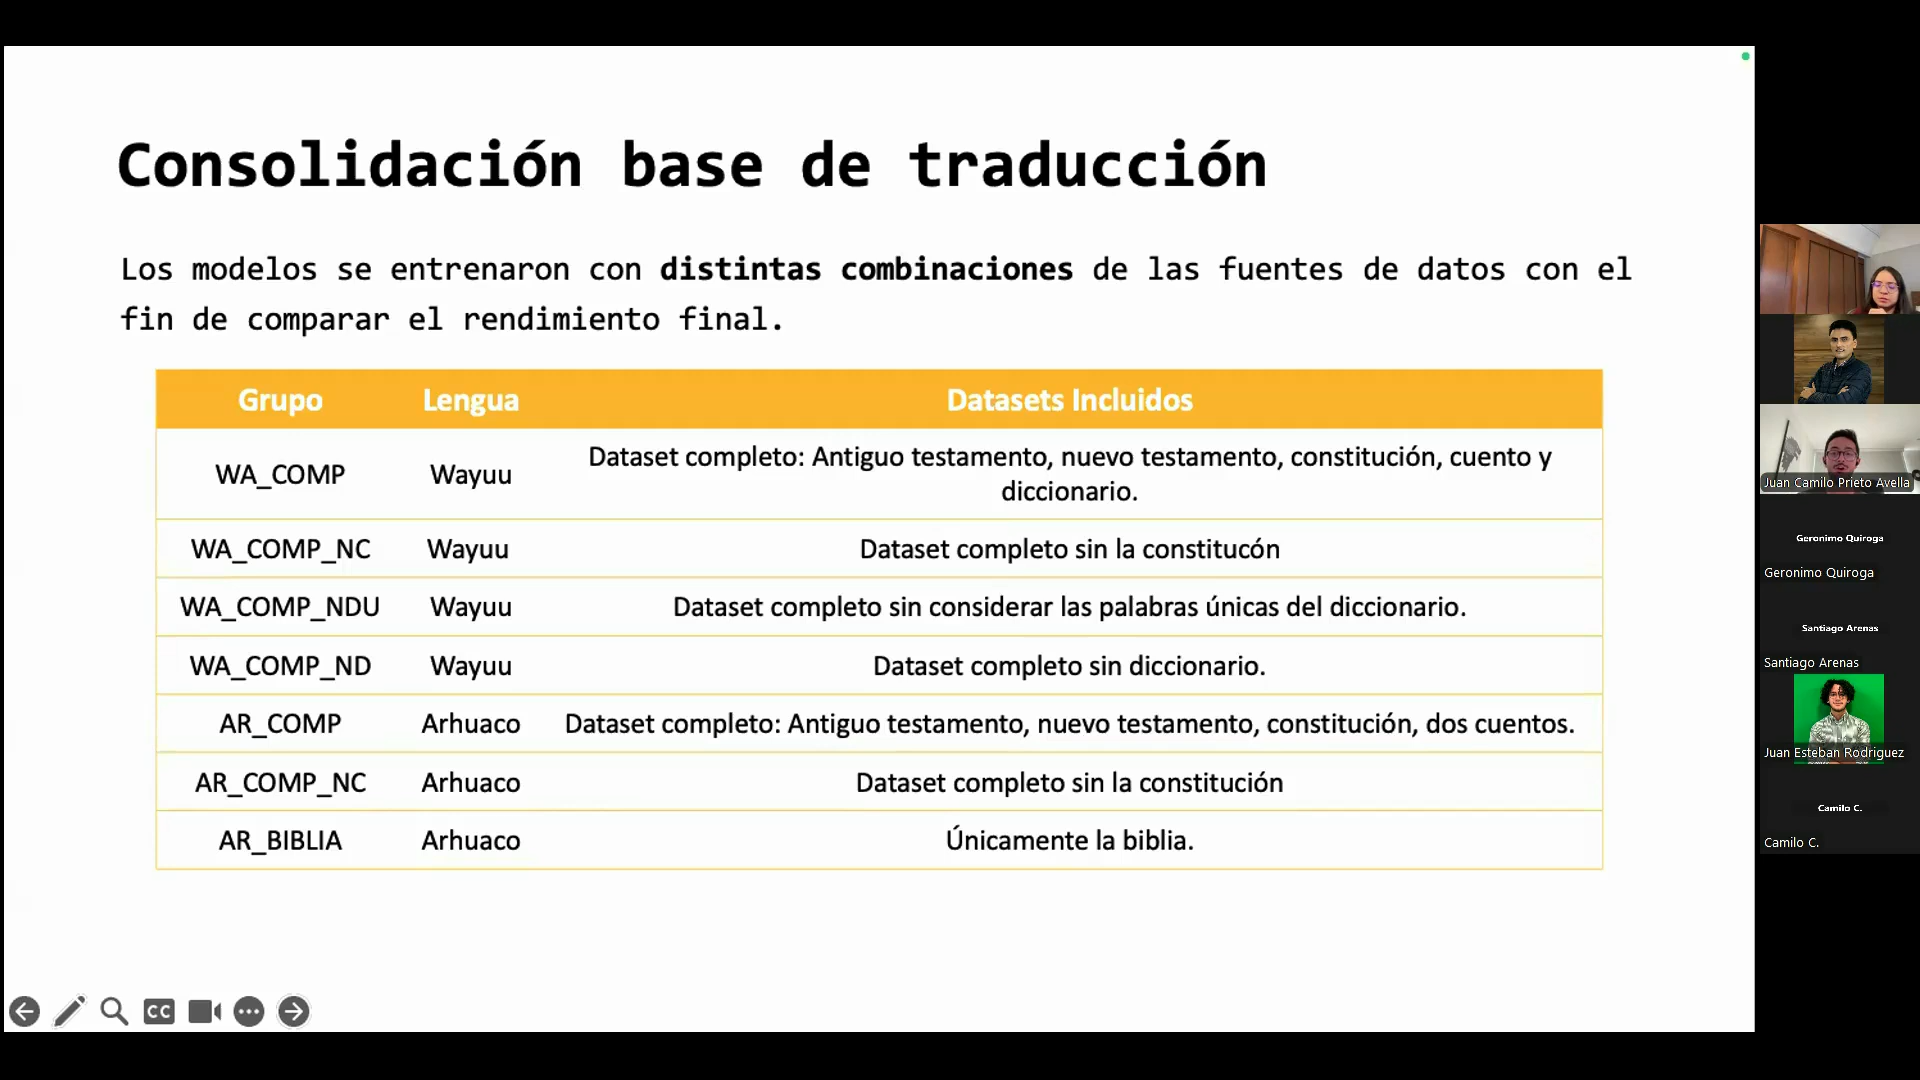 Consolidación base de traducción
Los modelos se entrenaron con distintas combinaciones de las fuentes de datos con el
fin de comparar el rendimiento final.
Grupo Lengua Datasets Incluidos
WA_COMP Wayuu Dataset completo: Antiguo testamento, nuevo testamento, constitución, cuento y
diccionario.
WA_COMP_NC Wayuu Dataset completo sin la constitucón
WA_COMP_NDU Wayuu Dataset completo sin considerar las palabras únicas del diccionario.
WA_COMP_ND Wayuu Dataset completo sin diccionario.
AR_COMP Arhuaco Dataset completo: Antiguo testamento, nuevo testamento, constitución, dos cuentos.
AR_COMP_NC Arhuaco Dataset completo sin la constitución
AR_BIBLIA Arhuaco Únicamente la biblia.
CC
Juan Camilo Prieto Avella
Geronimo Quiroga
Geronimo Quiroga
Santiago Arenas
Santiago Arenas
Juan Esteban Rodriguez
Camilo C.
Camilo C.